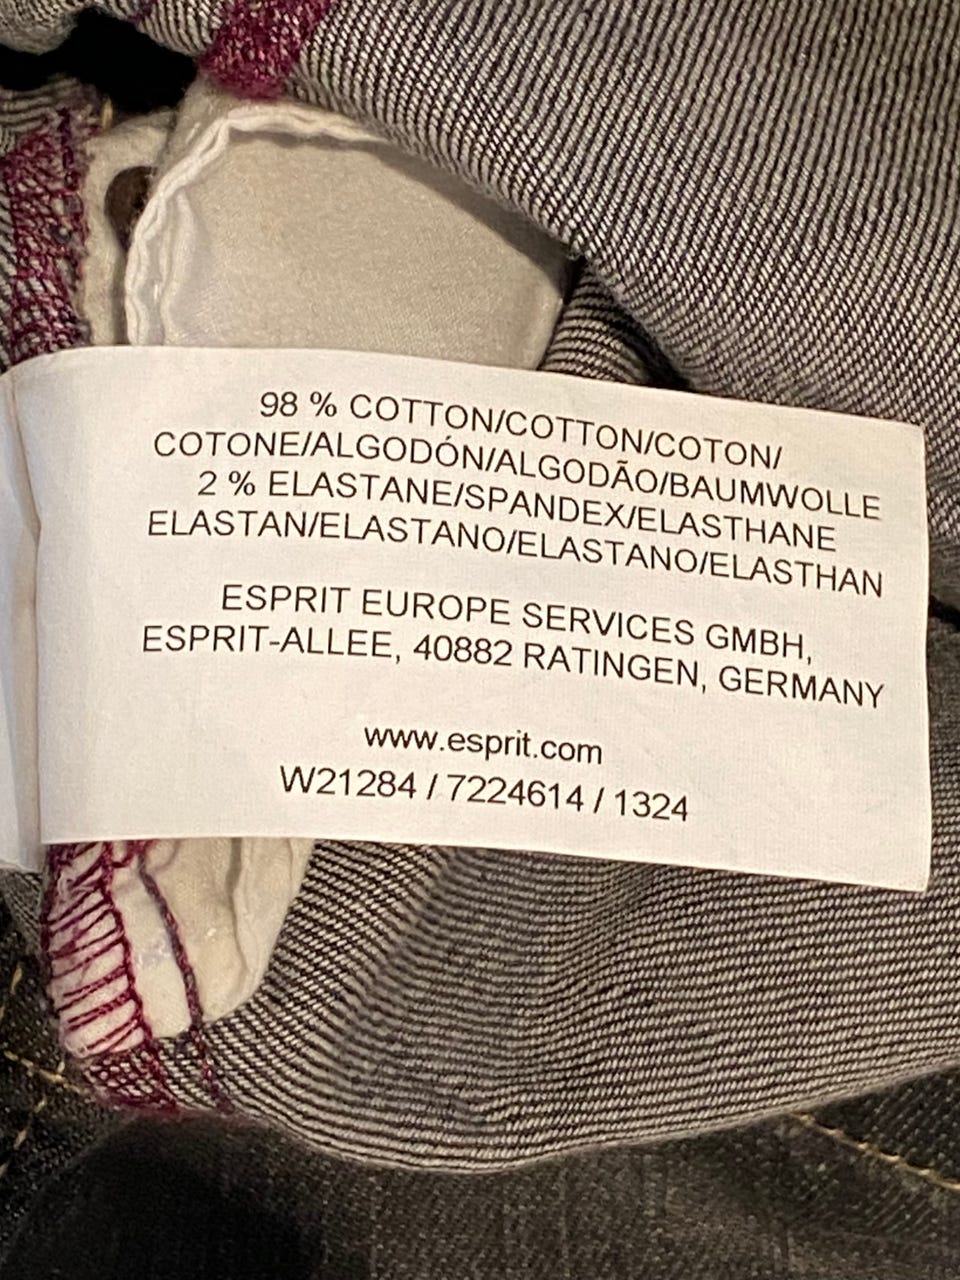 98 % COTTON/COTTON/COTON/
COTONE/ALGODÓN/ALGODÃO/BAUMWOLLE
2 % ELASTANE/SPANDEX/ELASTHANE
ELASTAN/ELASTANO/ELASTANO/ELASTHAN
ESPRIT EUROPE SERVICES GMBH,
ESPRIT-ALLEE, 40882 RATINGEN, GERMANY
www.esprit.com
W21284 / 7224614 / 1324